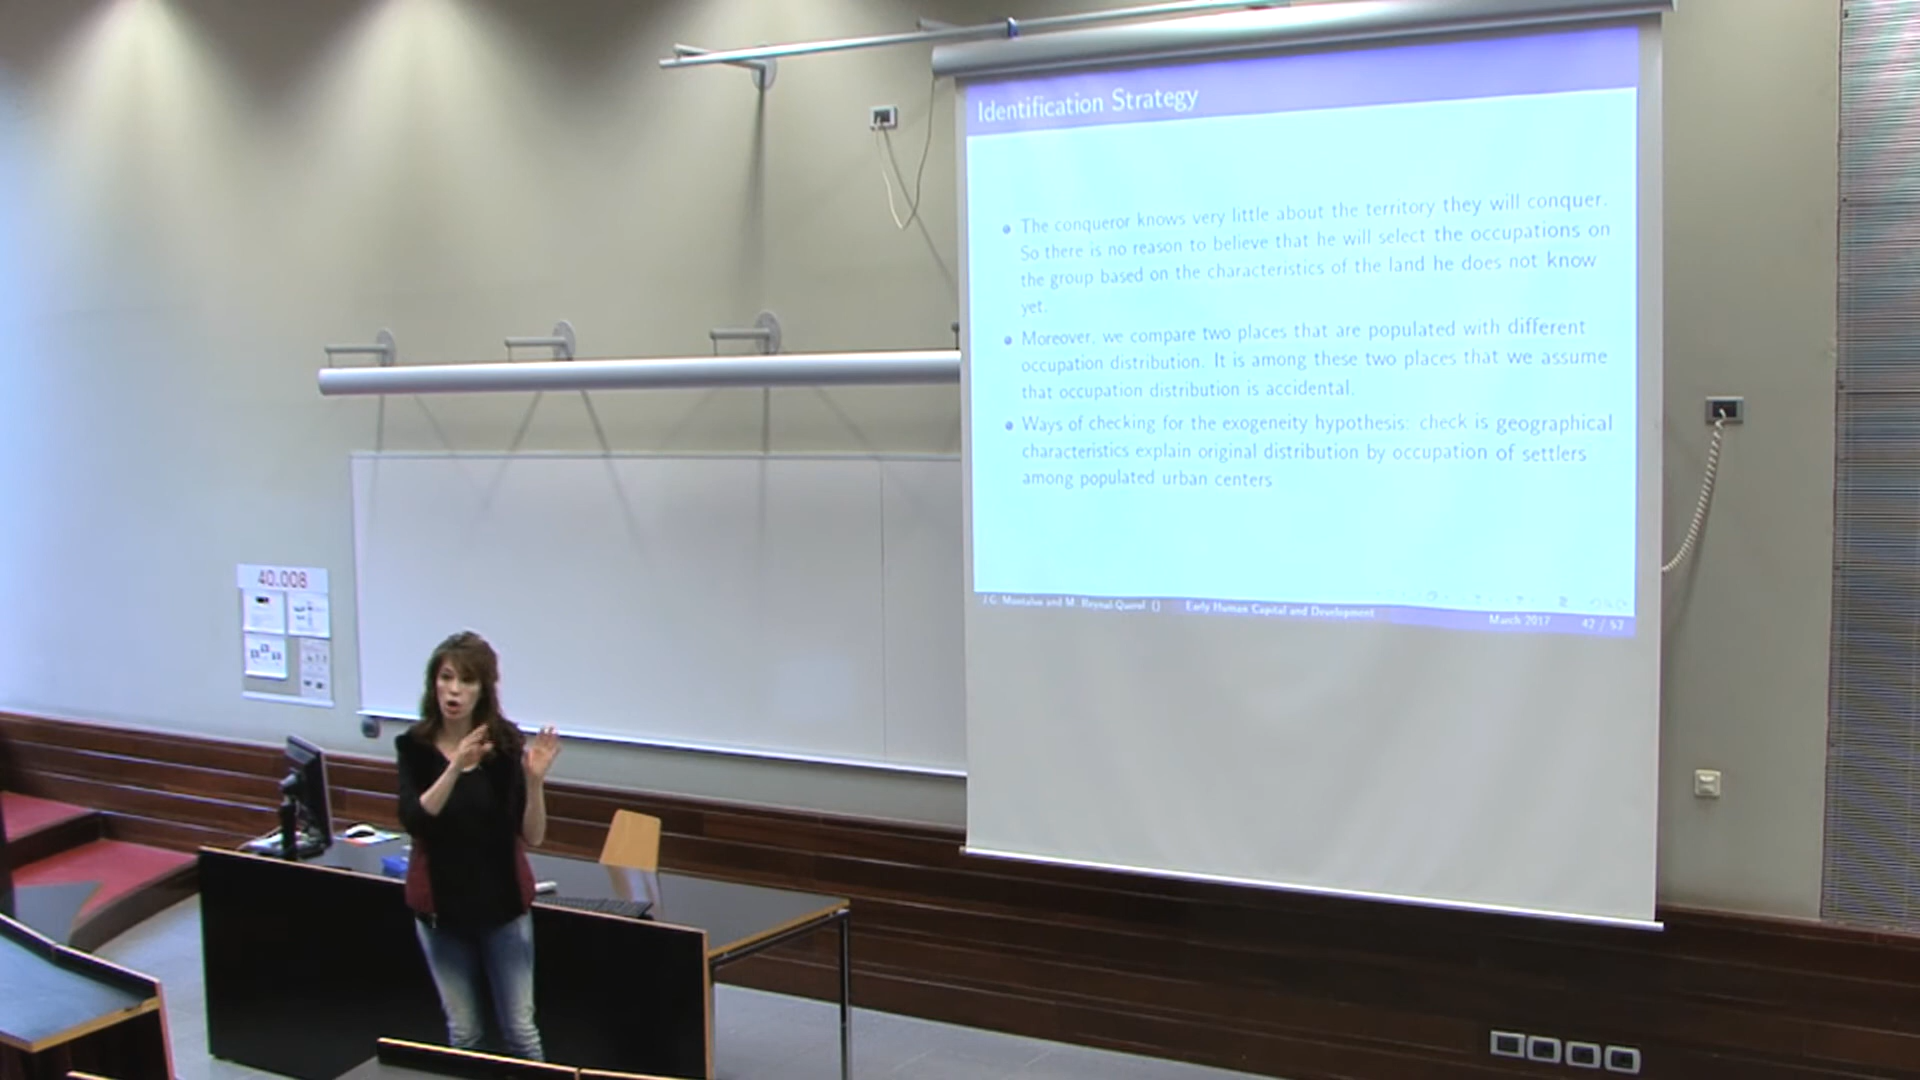 Identification Strategy
The conqueror knows very little about the territory they will conquer.
So there is no reason to believe that he will select the occupations on
the group based on the characteristics of the land he does not know
yet.
Moreover, we compare two places that are populated with different
occupation distribution. It is among these two places that we assume
that occupation distribution is accidental.
Ways of checking for the exogeneity hypothesis: check is geographical
characteristics explain original distribution by occupation of settlers
among populated urban centers
J.G. Montalvo and M. Reynal-Querol () Early Human Capital and Development March 2017 42 / 57
40.008